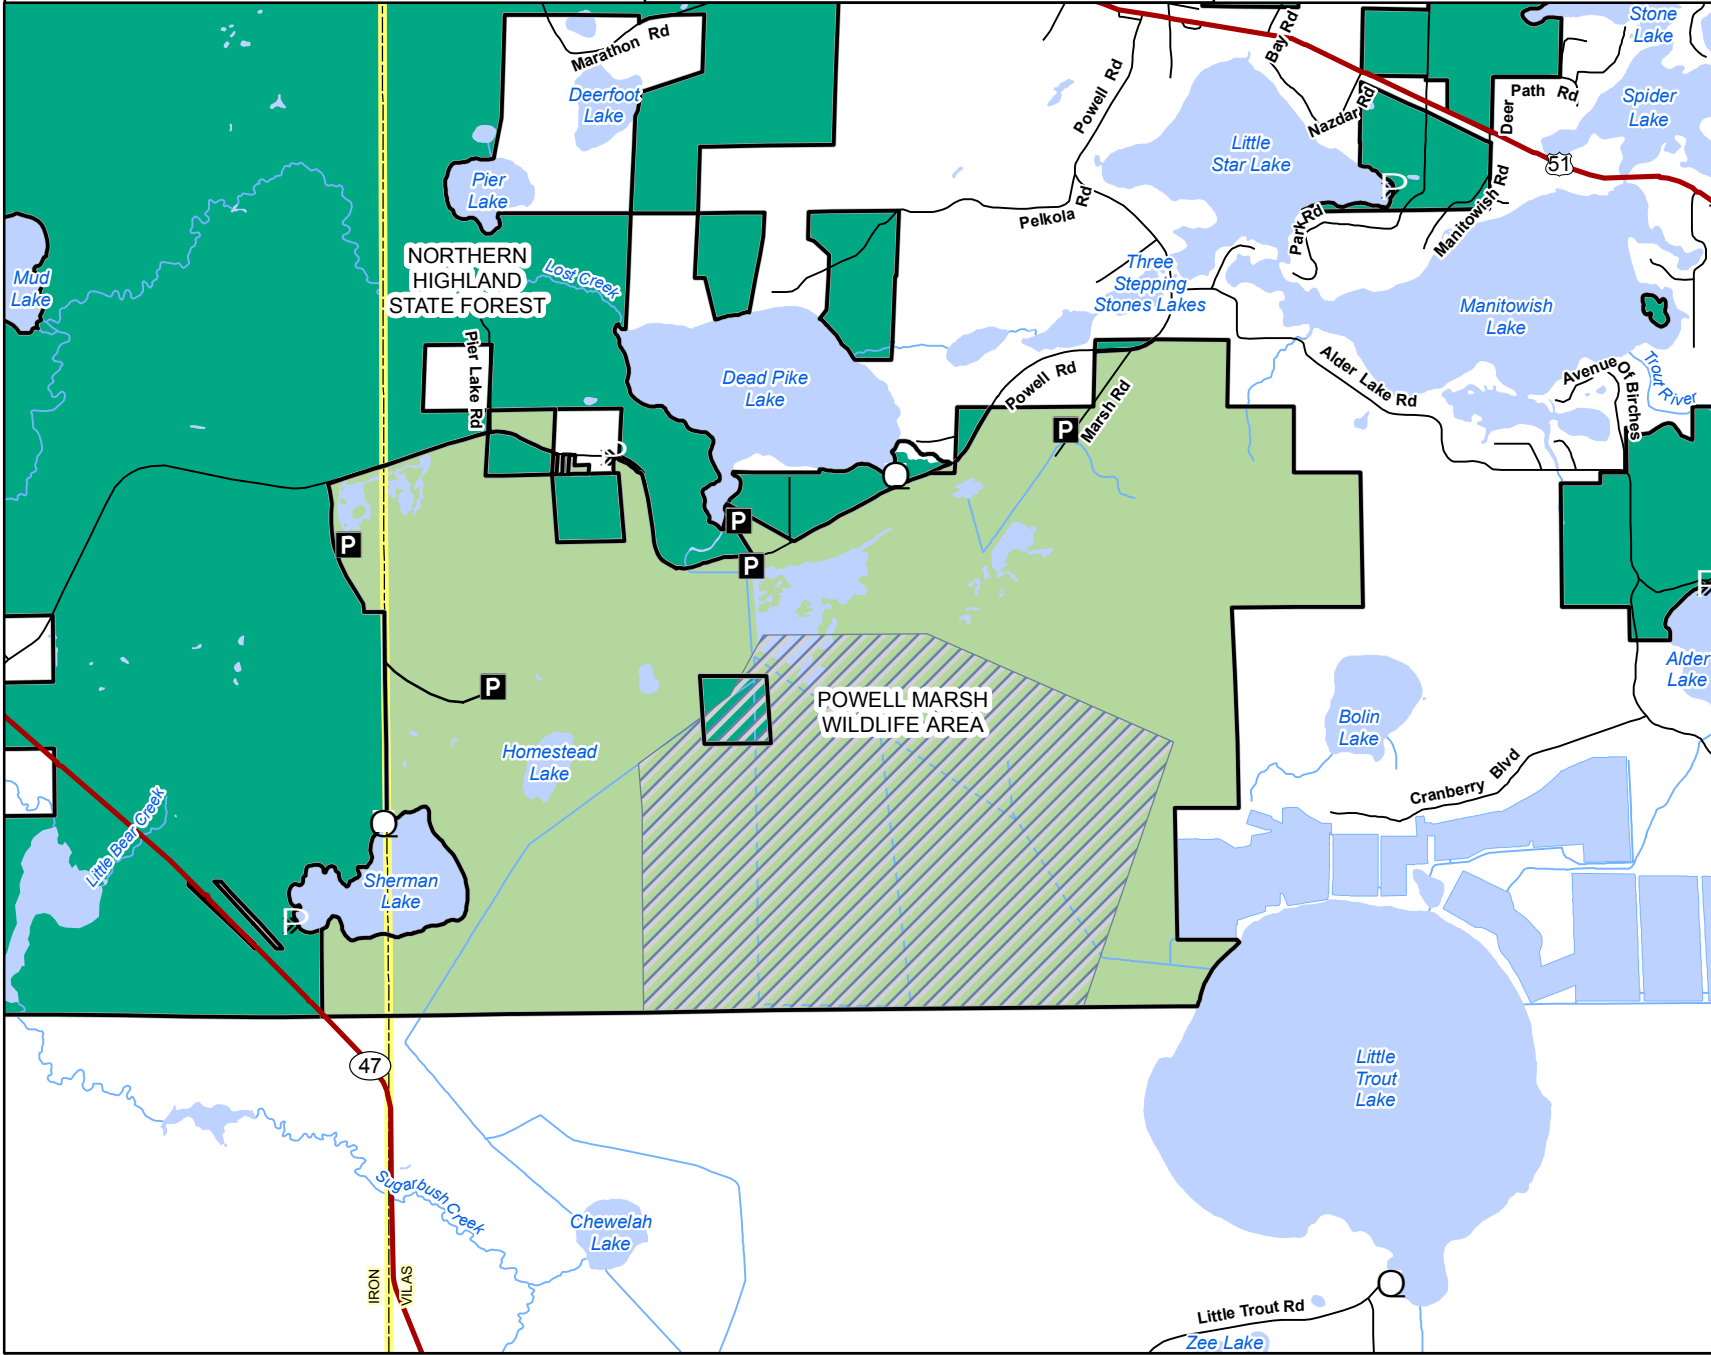 Stone
Lake
Bay Rd
Marathon Rd
Deerfoot
Lake
Powell Rd
Path Rd
Deer
Spider
Lake
Nazdar Rd
Little
Star Lake
51
P
Pier
Lake
Pelkola Rd
Park Rd
Manitowish Rd
NORTHERN
HIGHLAND
STATE FOREST
Lost Creek
Mud
Lake
Three
Stepping
Stones Lakes
Manitowish
Lake
Pier Lake Rd
Dead Pike
Lake
Powell Rd
Marsh Rd
Alder Lake Rd
Avenue
Of Birches
Trout River
P
P
P
P
P
P
P
P
POWELL MARSH
WILDLIFE AREA
Alder
Lake
Bolin
Lake
Homestead
Lake
Cranberry Blvd
Little Bear Creek
Sherman
Lake
P
47
Little
Trout
Lake
Sugarbush Creek
Chewelah
Lake
IRON
VILAS
Little Trout Rd
Zee Lake